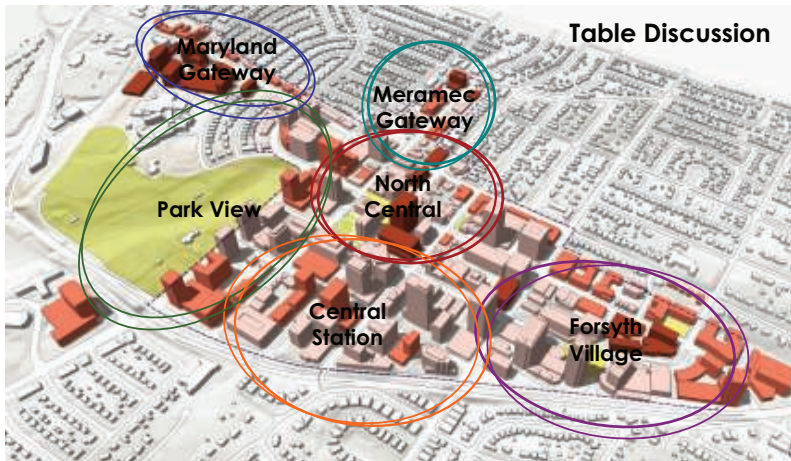 Table Discussion
Maryland
Gateway
Meramec
Gateway
Park View
North
Central
Central
Station
Forsyth
Village